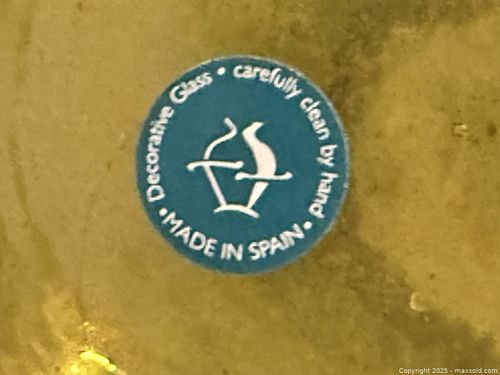 Decorative Glass • carefully clean by hand
• MADE IN SPAIN •
Copyright 2025 - maxsold.com